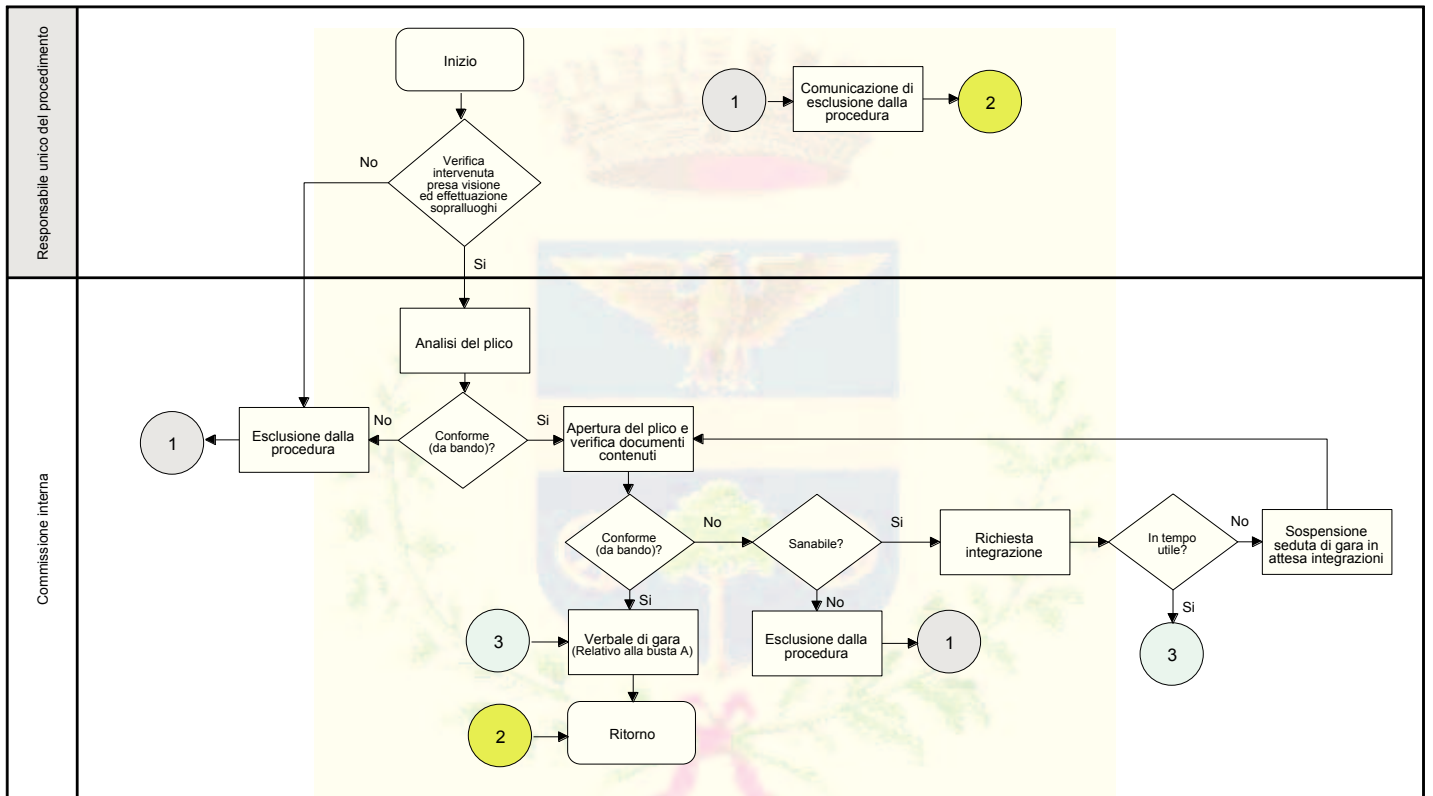 Responsabile unico del procedimento
Inizio
1
Comunicazione di
esclusione dalla
procedura
2
No
Verifica
intervenuta
presa visione
ed effettuazione
sopralluoghi
Si
Commissione interna
Analisi del plico
1
Esclusione dalla
procedura
No
Conforme
(da bando)?
Si
Apertura del plico e
verifica documenti
contenuti
Conforme
(da bando)?
No
Sanabile?
Si
Richiesta
integrazione
In tempo
utile?
No
Sospensione
seduta di gara in
attesa integrazioni
Si
No
Si
3
Verbale di gara
(Relativo alla busta A)
Esclusione dalla
procedura
1
3
2
Ritorno